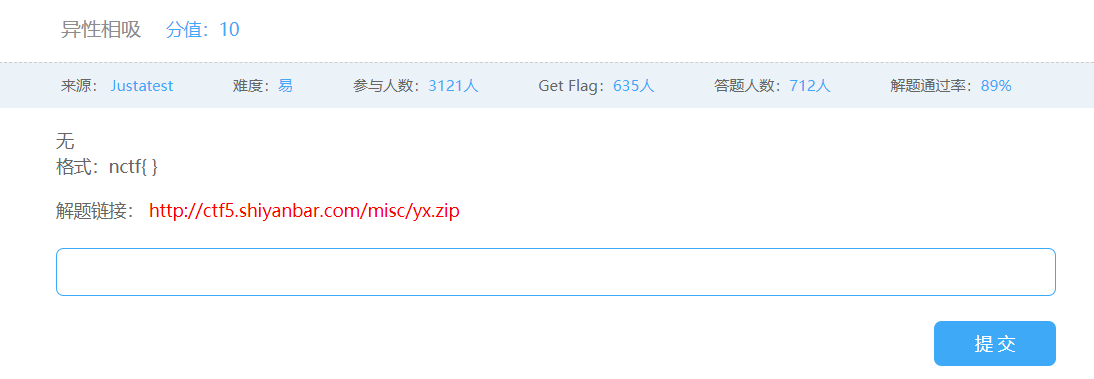 异性相吸 分值：10
来源： Justatest 难度：易 参与人数：3121人 Get Flag：635人 答题人数：712人 解题通过率：89%
无
格式：nctf{ }
解题链接： http://ctf5.shiyanbar.com/misc/yx.zip
提交